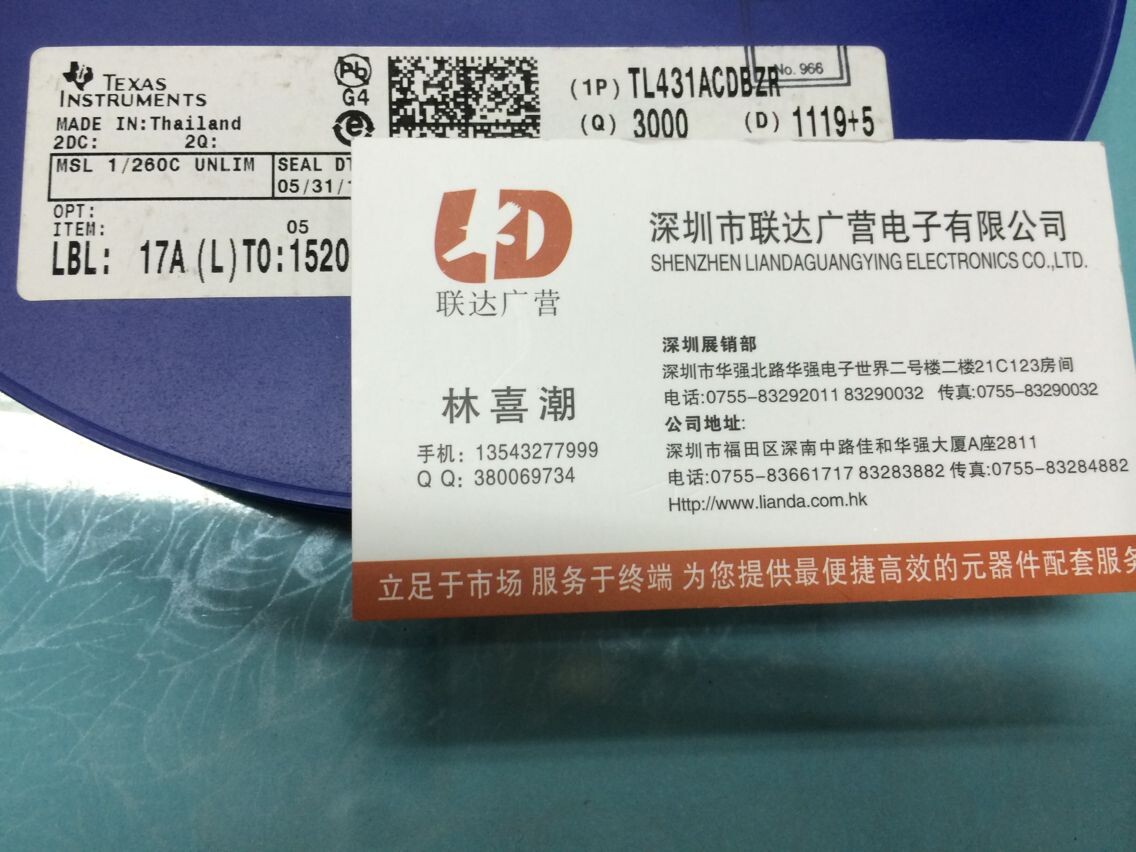 TEXAS
INSTRUMENTS
MADE IN:Thailand
2DC: 2Q:
MSL 1/260C UNLIM
SEAL DT
05/31/
OPT:
ITEM: 05
LBL: 17A (L)TO:1520
Pb
G4
e
(1P) TL431ACDBZR
(Q) 3000 (D) 1119+5
No. 966
LD
联达广营
深圳市联达广营电子有限公司
SHENZHEN LIANDAGUANGYING ELECTRONICS CO.,LTD.
林喜潮
手机: 13543277999
Q Q: 380069734
深圳展销部
深圳市华强北路华强电子世界二号楼二楼21C123房间
电话:0755-83292011 83290032 传真:0755-83290032
公司地址:
深圳市福田区深南中路佳和华强大厦A座2811
电话:0755-83661717 83283882 传真:0755-83284882
Http://www.lianda.com.hk
立足于市场 服务于终端 为您提供最便捷高效的元器件配套服务